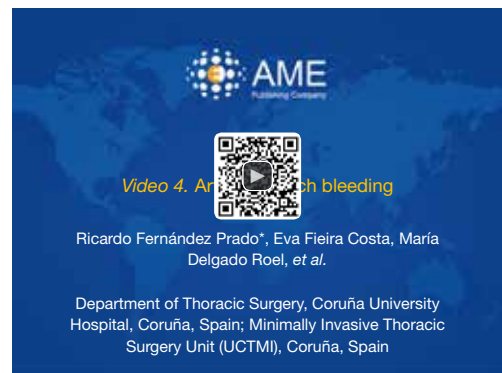 AME
Publishing Company
Video 4. Ar ch bleeding
Ricardo Fernández Prado*, Eva Fieira Costa, María
Delgado Roel, et al.
Department of Thoracic Surgery, Coruña University
Hospital, Coruña, Spain; Minimally Invasive Thoracic
Surgery Unit (UCTMI), Coruña, Spain